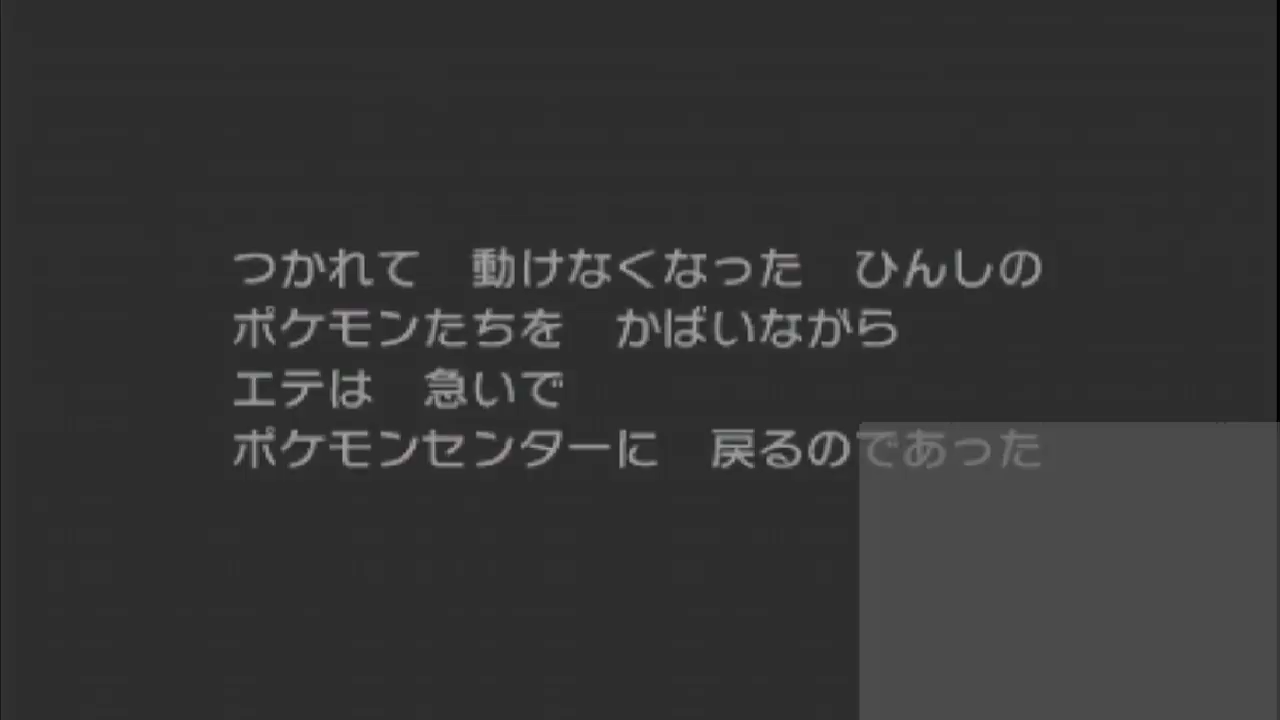 つかれて　動けなくなった　ひんしの
ポケモンたちを　かばいながら
エテは　急いで
ポケモンセンターに　戻るのであった